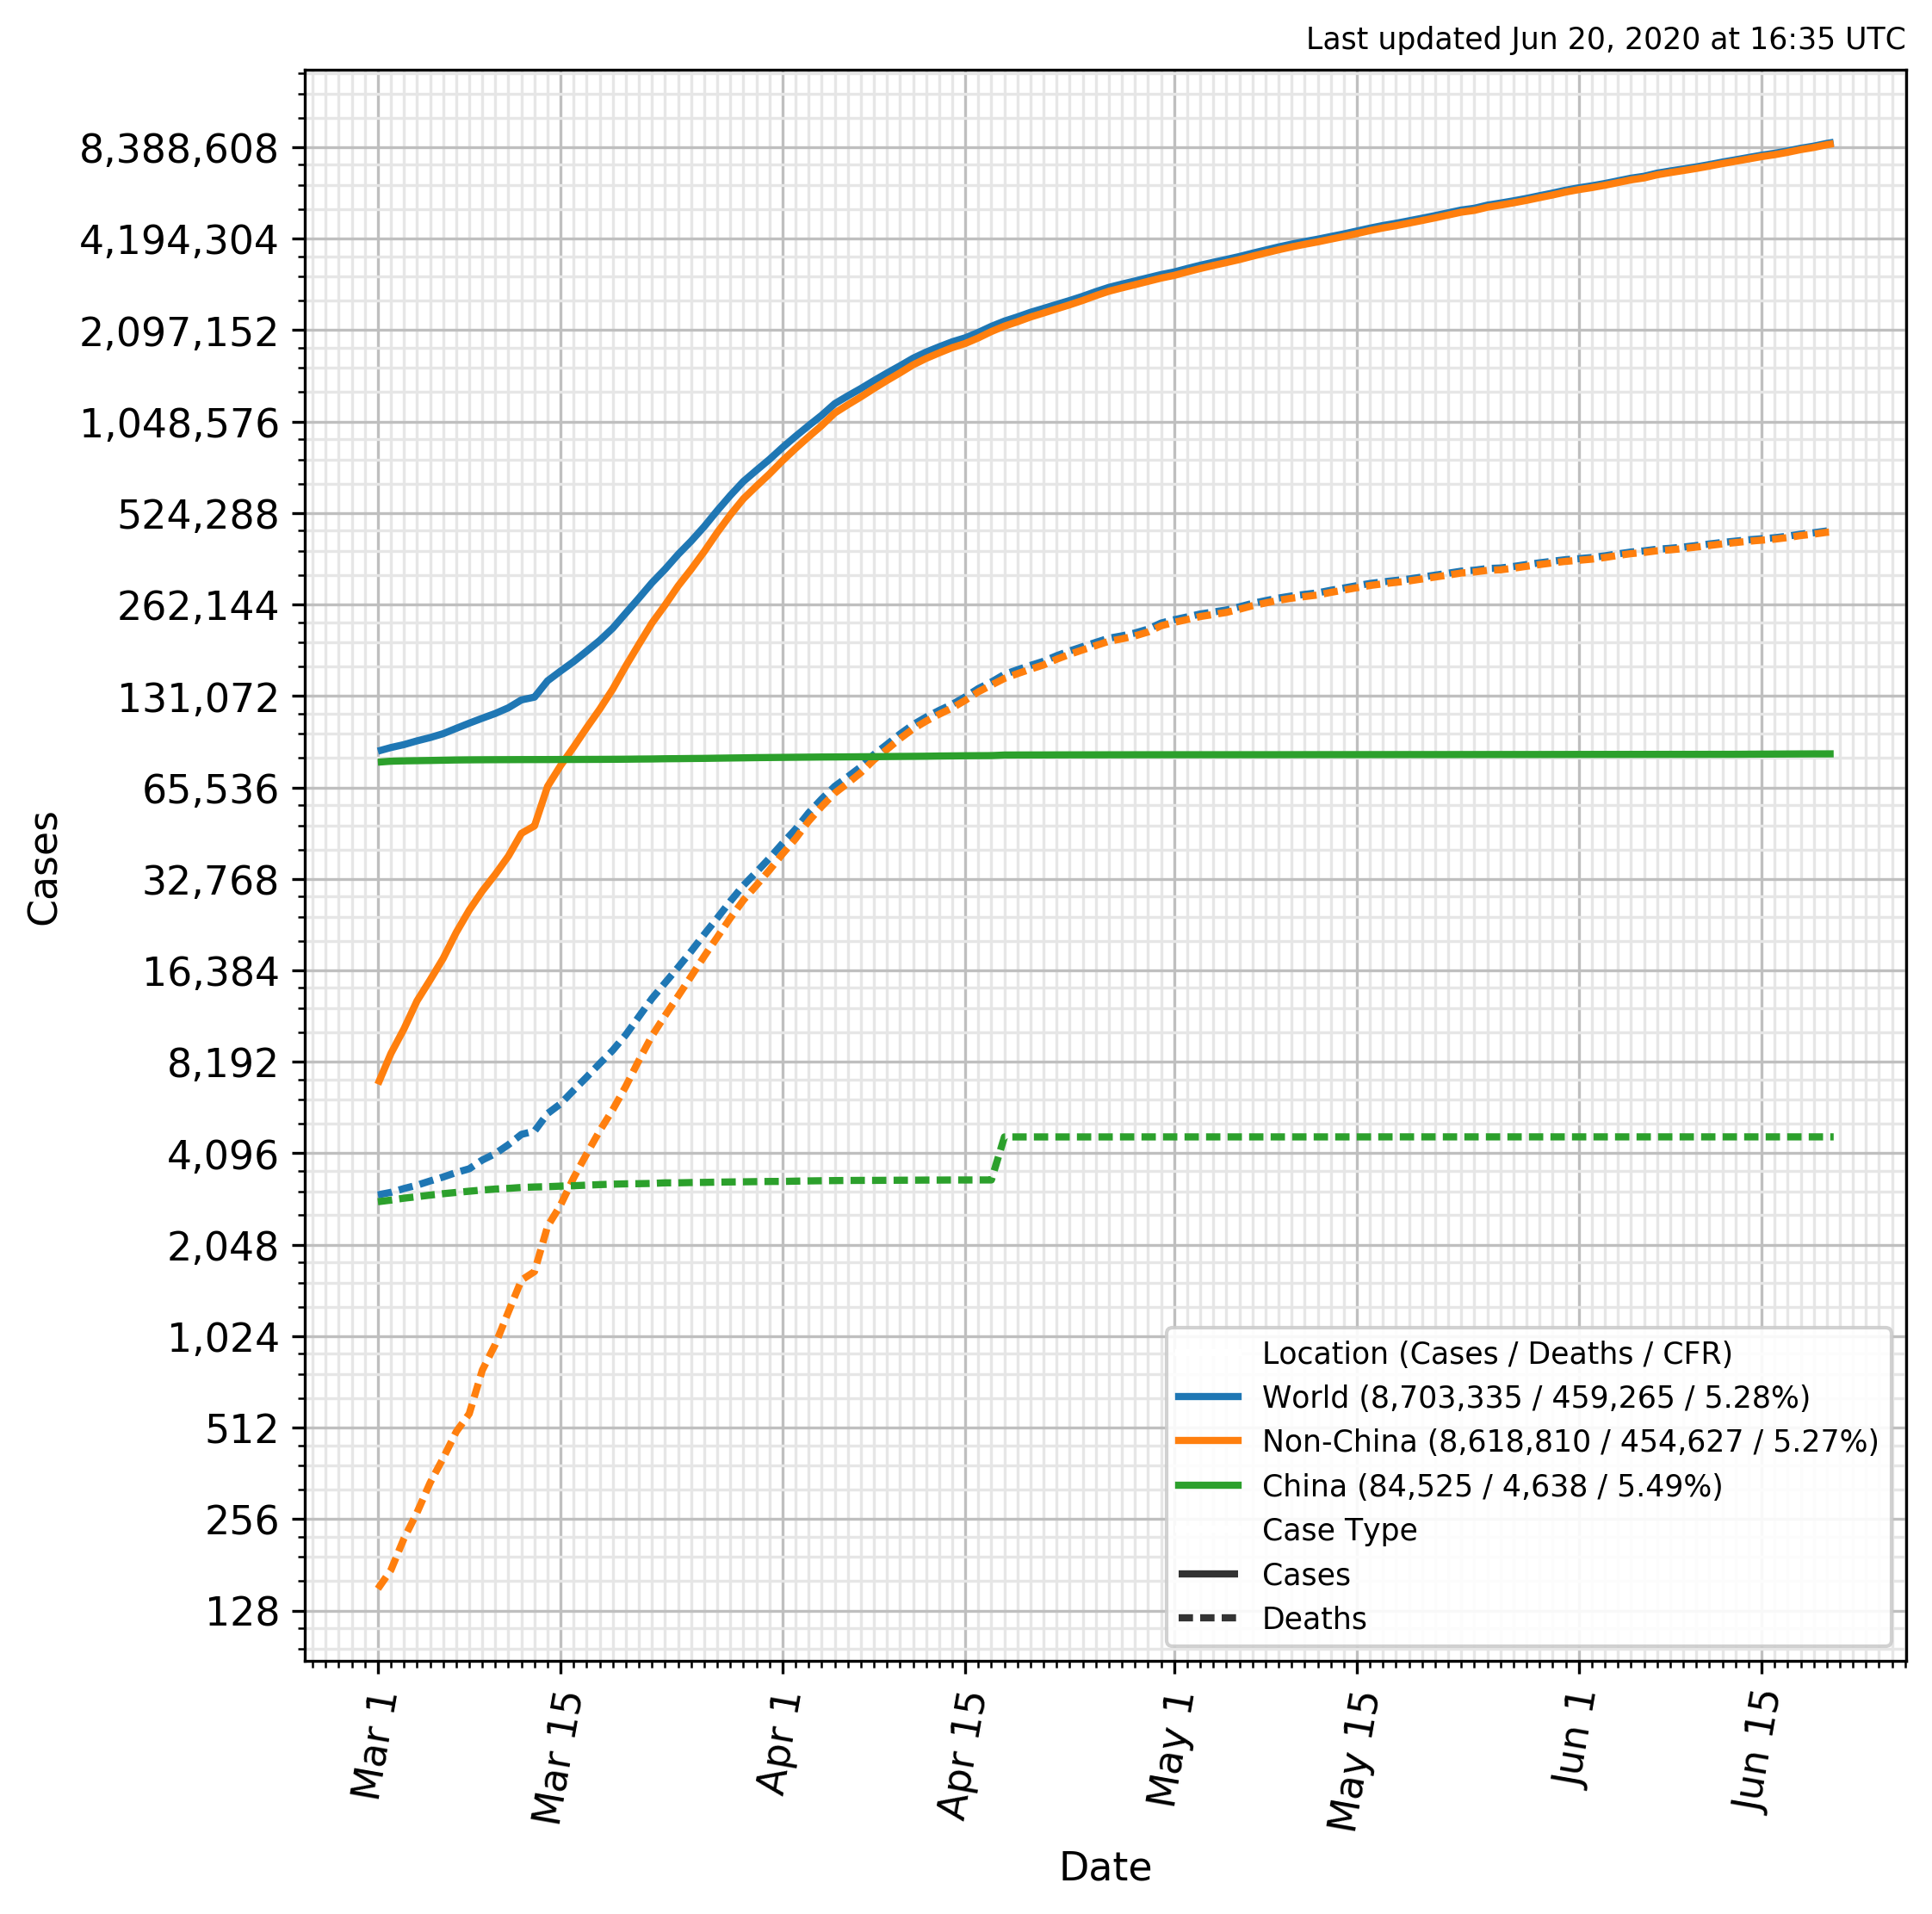 Last updated Jun 20, 2020 at 16:35 UTC
8,388,608
4,194,304
2,097,152
1,048,576
524,288
262,144
131,072
65,536
32,768
16,384
8,192
4,096
2,048
1,024
512
256
128
Cases
Location (Cases / Deaths / CFR)
World (8,703,335 / 459,265 / 5.28%)
Non-China (8,618,810 / 454,627 / 5.27%)
China (84,525 / 4,638 / 5.49%)
Case Type
Cases
Deaths
Mar 1
Mar 15
Apr 1
Apr 15
May 1
May 15
Jun 1
Jun 15
Date